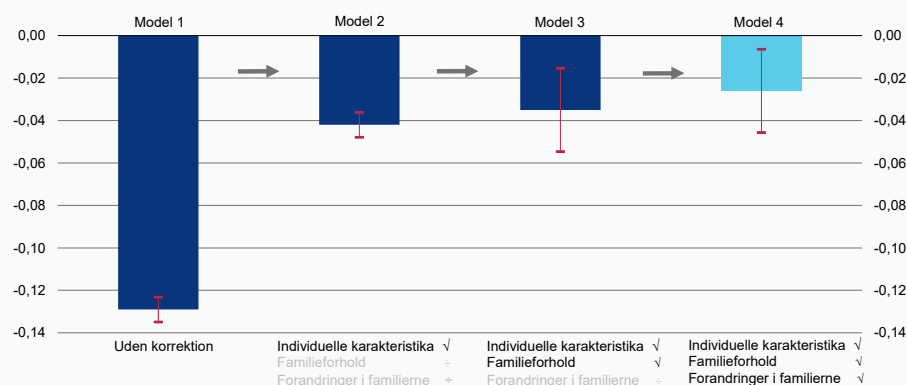 Model 1 Model 2 Model 3 Model 4
0,00 0,00
-0,02 -0,02
-0,04 -0,04
-0,06 -0,06
-0,08 -0,08
-0,10 -0,10
-0,12 -0,12
-0,14 -0,14
Uden korrektion
Individuelle karakteristika √
Familieforhold ÷
Forandringer i familierne ÷
Individuelle karakteristika √
Familieforhold √
Forandringer i familierne ÷
Individuelle karakteristika √
Familieforhold √
Forandringer i familierne √